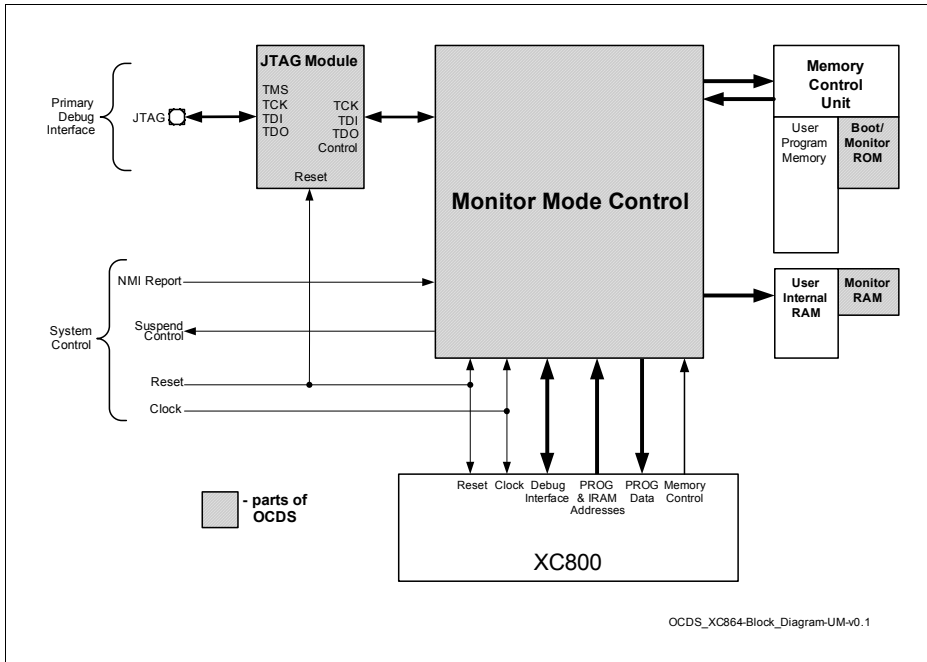 JTAG Module
TMS
TCK
TDI
TDO
TCK
TDI
TDO
Control
Reset
Primary
Debug
Interface
JTAG
Monitor Mode Control
Memory
Control
Unit
User
Program
Memory
Boot/
Monitor
ROM
User
Internal
RAM
Monitor
RAM
System
Control
NMI Report
Suspend
Control
Reset
Clock
Reset
Clock
Debug
Interface
PROG
& IRAM
Addresses
PROG
Data
Memory
Control
XC800
- parts of
OCDS
OCDS_XC864-Block_Diagram-UM-v0.1